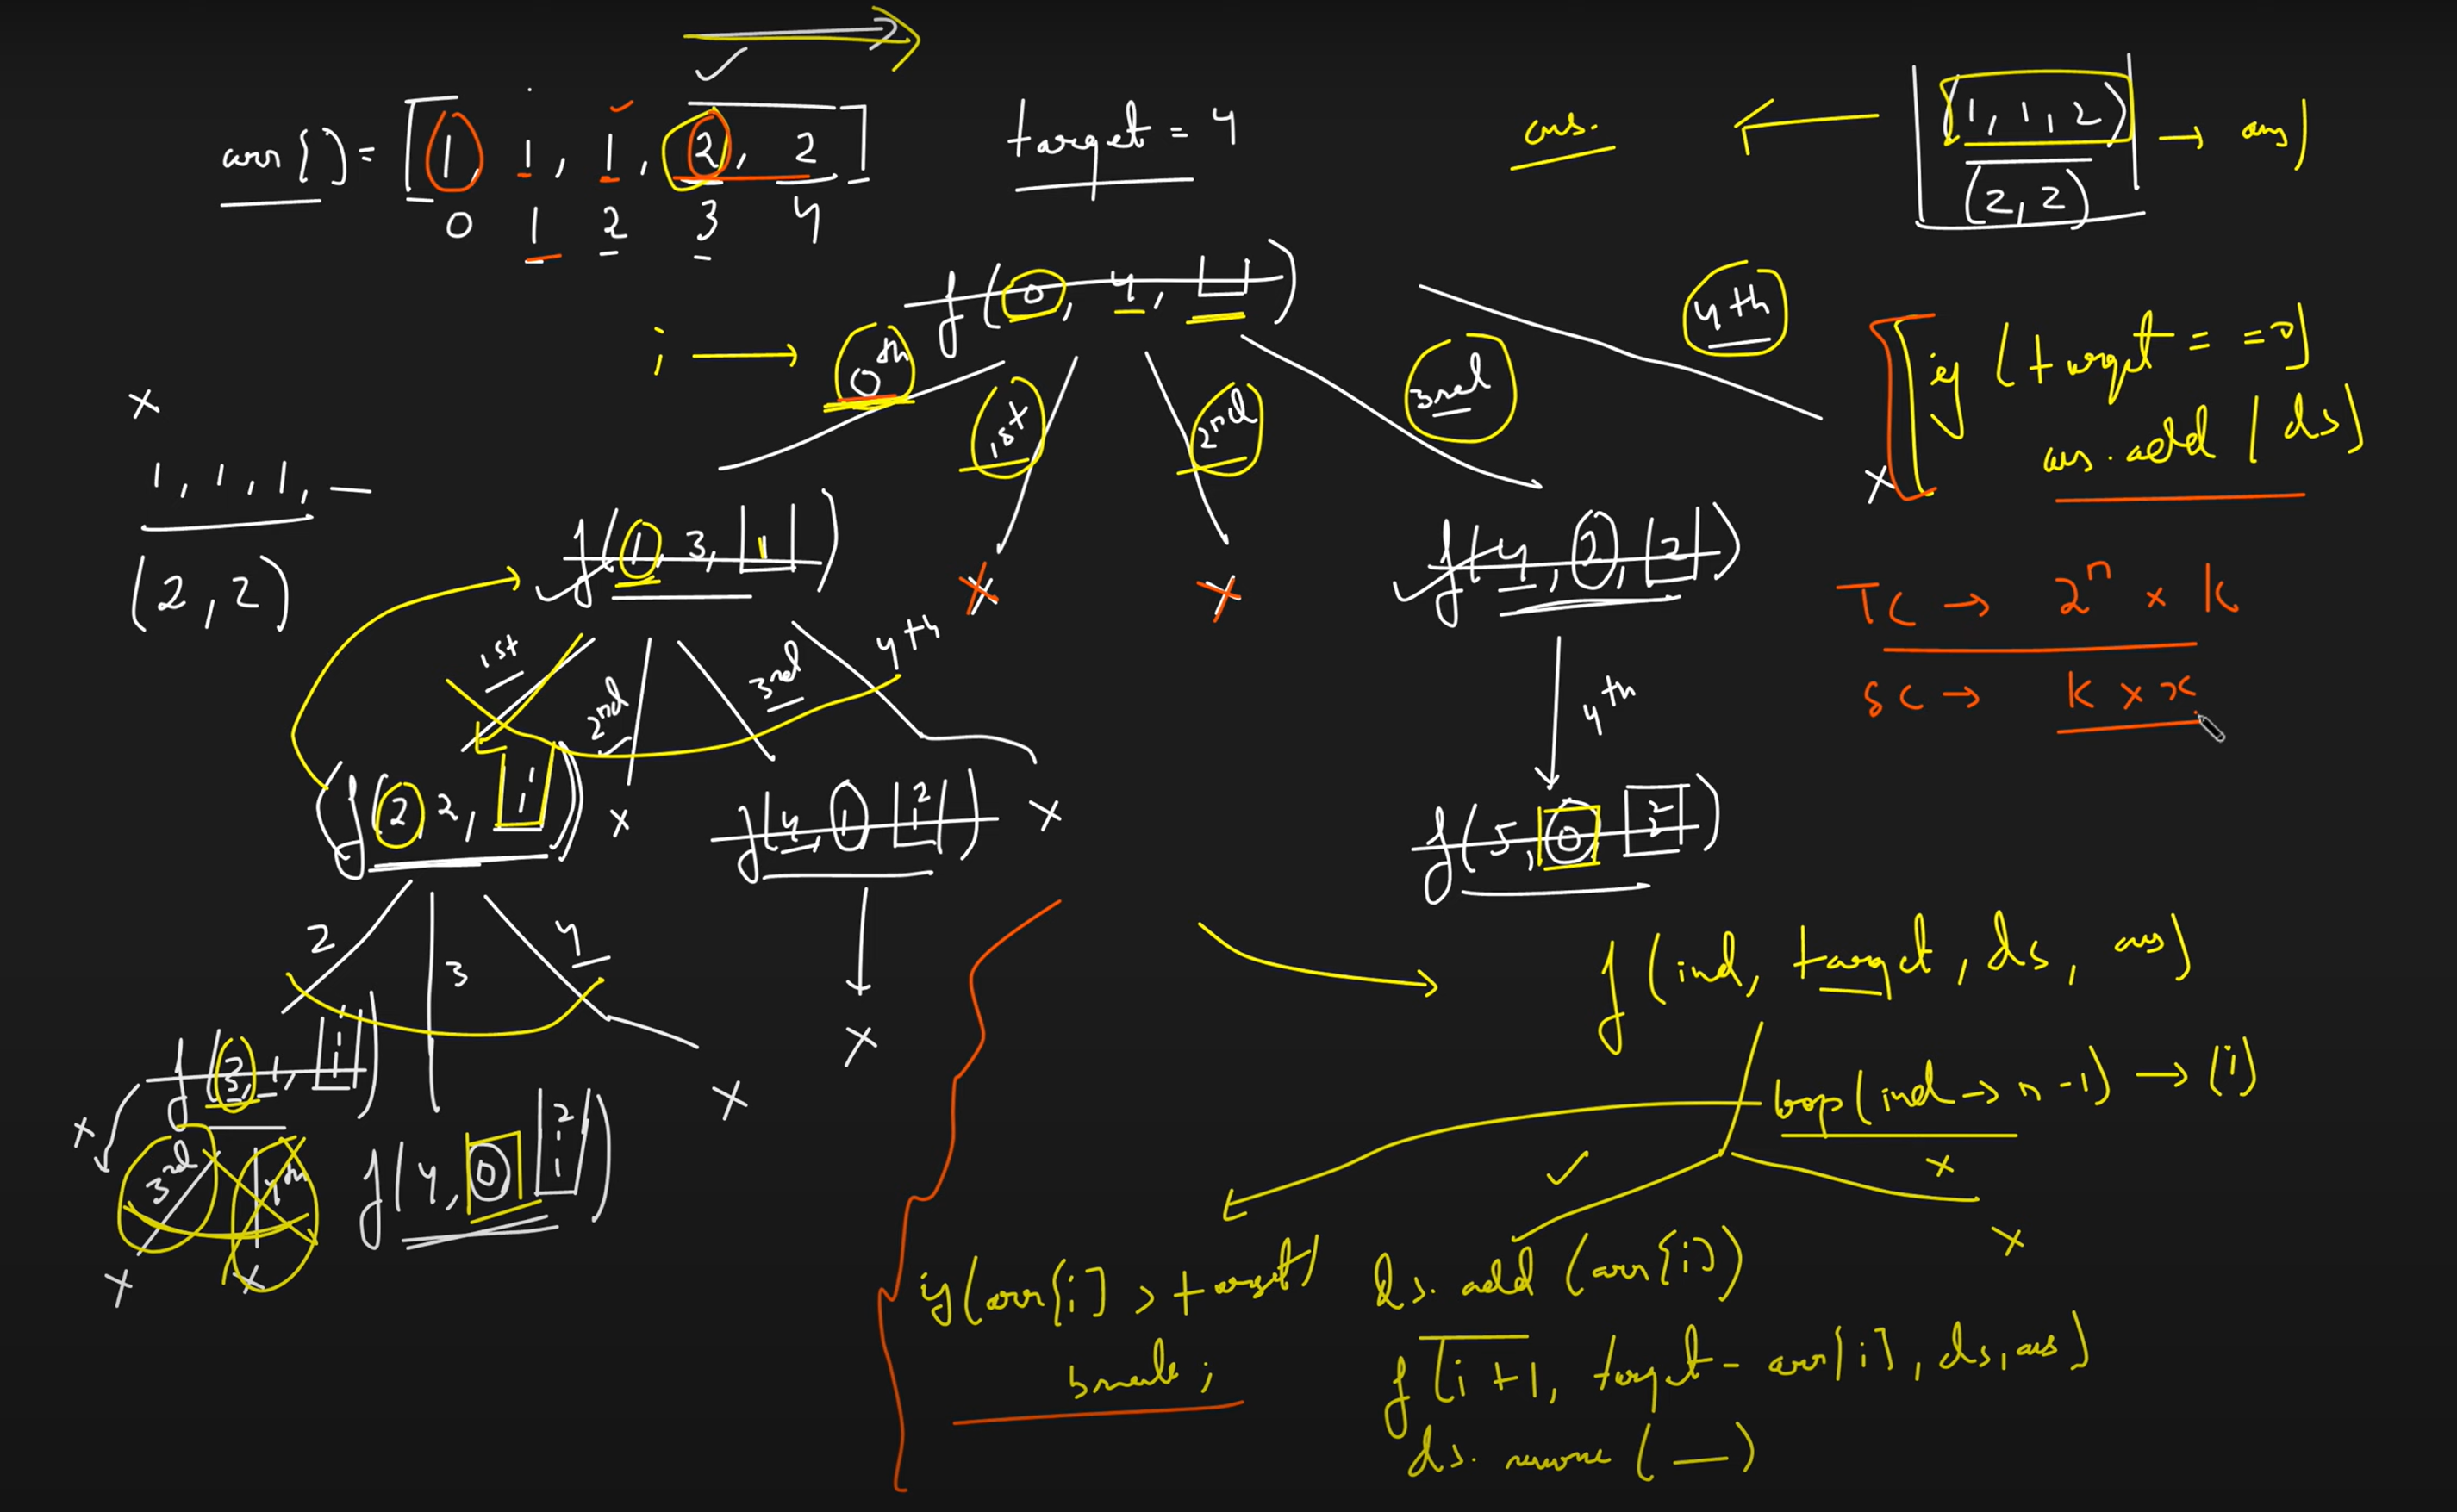 arr[] = [1, 1, 1, 2, 2]
0 1 2 3 4
target = 4
ans.
(1, 1, 2) → ans)
(2, 2)
f(0, 4, )
i → 0th
1st
2nd
3rd
4th
if (target == 0)
ans.add(ds)
x
1, 1, 1, _
(2, 2)
f(1, 3, 1)
x
x
f(4, 2, 2)
x
TC → 2^n x k
SC → k x x
1st
2nd
3rd
4th
4th
f(2, 2, 1 1)
x
f(4, 1, 2 1)
x
f(5, 0, 2 2)
2
3
4
x
f(3, 1, 1 1 1)
x
x
3rd
4th
x
x
f(4, 0, 2 1 1)
f(ind, target, ds, ans)
loop(ind → n-1) → (i)
x
x
if(arr[i] > target)
break;
ds.add(arr[i])
f(i+1, target - arr[i], ds, ans)
ds.remove(_)